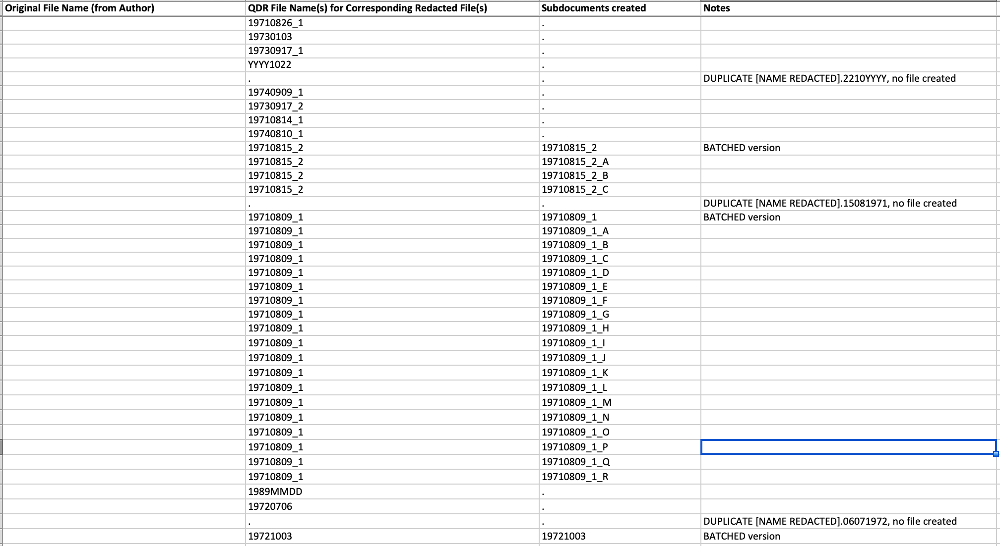 Original File Name (from Author) QDR File Name(s) for Corresponding Redacted File(s) Subdocuments created Notes
19710826_1 .
19730103 .
19730917_1 .
YYYY1022 .
. . DUPLICATE [NAME REDACTED].2210YYYY, no file created
19740909_1 .
19730917_2 .
19710814_1 .
19740810_1 .
19710815_2 19710815_2 BATCHED version
19710815_2 19710815_2_A
19710815_2 19710815_2_B
19710815_2 19710815_2_C
. . DUPLICATE [NAME REDACTED].15081971, no file created
19710809_1 19710809_1 BATCHED version
19710809_1 19710809_1_A
19710809_1 19710809_1_B
19710809_1 19710809_1_C
19710809_1 19710809_1_D
19710809_1 19710809_1_E
19710809_1 19710809_1_F
19710809_1 19710809_1_G
19710809_1 19710809_1_H
19710809_1 19710809_1_I
19710809_1 19710809_1_J
19710809_1 19710809_1_K
19710809_1 19710809_1_L
19710809_1 19710809_1_M
19710809_1 19710809_1_N
19710809_1 19710809_1_O
19710809_1 19710809_1_P
19710809_1 19710809_1_Q
19710809_1 19710809_1_R
1989MMDD .
19720706 .
. . DUPLICATE [NAME REDACTED].06071972, no file created
19721003 19721003 BATCHED version